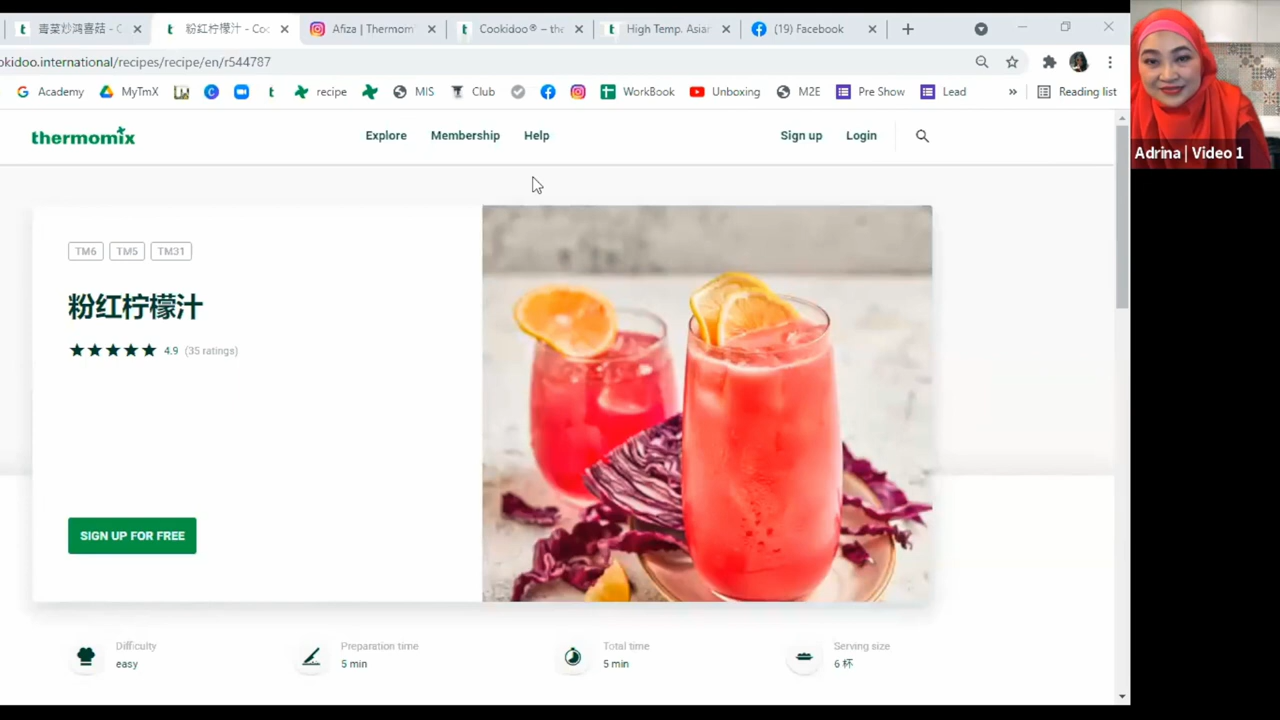 青菜炒鸿喜菇 - C
粉红柠檬汁 - Coo
Afiza | Thermom
Cookidoo® – the
High Temp. Asian
(19) Facebook
okidoo.international/recipes/recipe/en/r544787
Academy
MyTmX
recipe
MIS
Club
WorkBook
Unboxing
M2E
Pre Show
Lead
»
Reading list
thermomix
Explore
Membership
Help
Sign up
Login
Adrina | Video 1
TM6 TM5 TM31
粉红柠檬汁
4.9 (35 ratings)
SIGN UP FOR FREE
Difficulty
easy
Preparation time
5 min
Total time
5 min
Serving size
6 杯